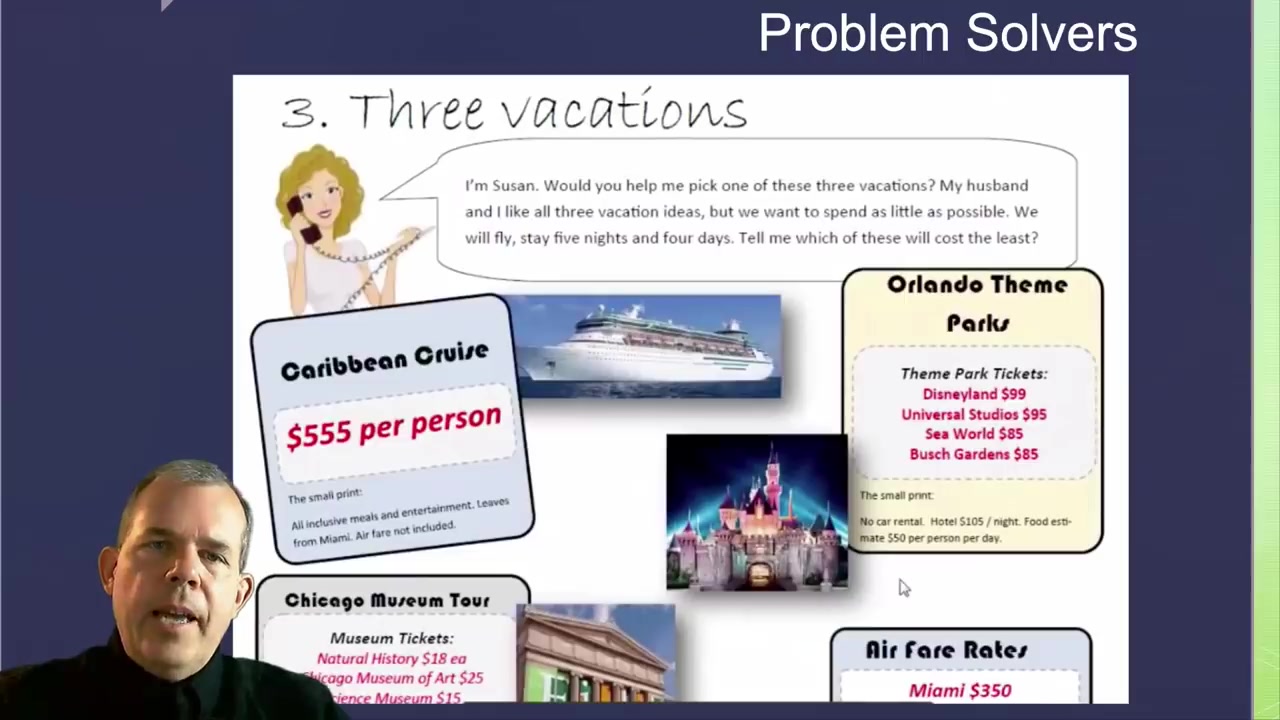 Problem Solvers
3. Three vacations
I'm Susan. Would you help me pick one of these three vacations? My husband
and I like all three vacation ideas, but we want to spend as little as possible. We
will fly, stay five nights and four days. Tell me which of these will cost the least?
Caribbean Cruise
$555 per person
The small print:
All inclusive meals and entertainment. Leaves
from Miami. Air fare not included.
Orlando Theme
Parks
Theme Park Tickets:
Disneyland $99
Universal Studios $95
Sea World $85
Busch Gardens $85
The small print:
No car rental. Hotel $105 / night. Food esti-
mate $50 per person per day.
Chicago Museum Tour
Museum Tickets:
Natural History $18 ea
Chicago Museum of Art $25
Science Museum $15
Air Fare Rates
Miami $350